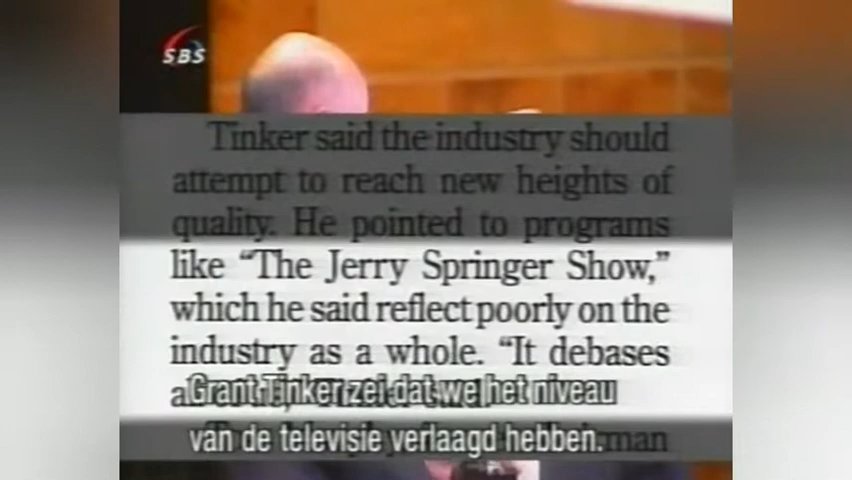 SBS
Tinker said the industry should
attempt to reach new heights of
quality. He pointed to programs
like “The Jerry Springer Show,”
which he said reflect poorly on the
industry as a whole. “It debases
Grant Tinker zei dat we het niveau
van de televisie verlaagd hebben.